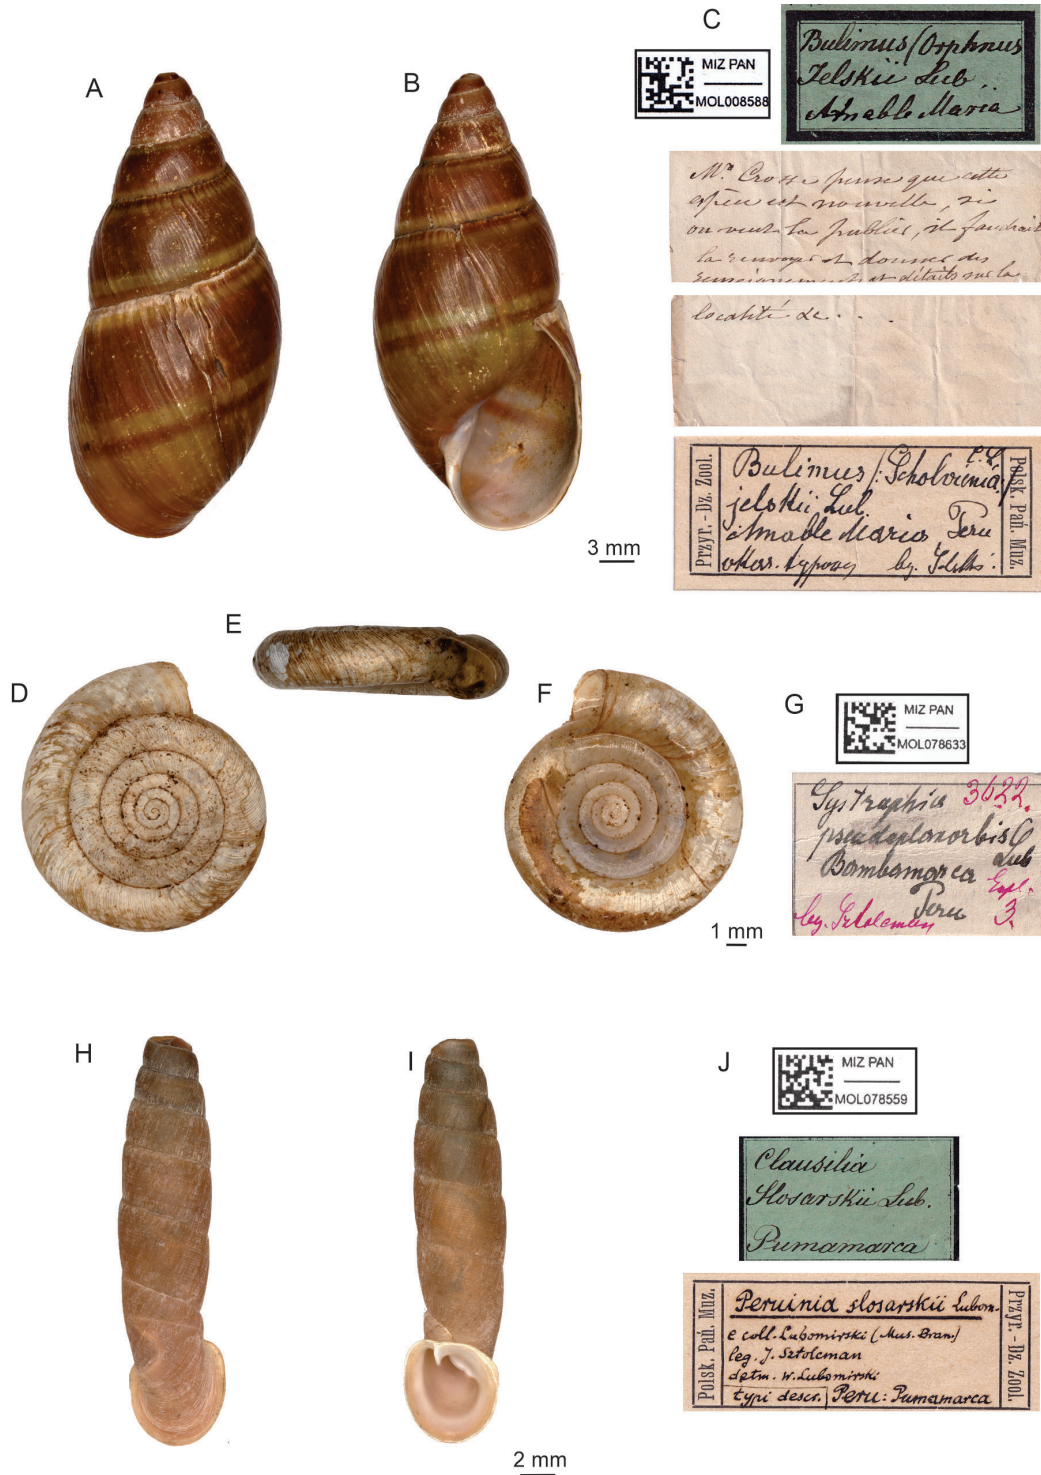 A
B
C
MIZ PAN
MOL008588
Bulimus (Orphnus
Jelskii Lub
Amable Maria
Mr Crosse pense que cette
espèce est nouvelle, si
on veut la publier, il faudrait
la renvoyer et donner des
renseignements et détails sur la
localité de . . .
Przyr. - Dz. Zool.
Bulimus /: Scholvienia /
jelskii Lub.
Amable Maria, Peru
okaz. typowy leg. Jelski.
Polsk. Pań. Muz.
3 mm
D
E
F
G
MIZ PAN
MOL078633
Systrophia 3622.
pseudoplanorbis
Lub
Bambamarca Expl.
Peru 3.
leg. Sztolcman
1 mm
H
I
J
MIZ PAN
MOL078559
Clausilia
Slosarskii Lub.
Pumamarca
Polsk. Pań. Muz.
Peruinia slosarskii Lubom.
e coll. Lubomirski (Mus. Bran.)
leg. J. Sztolcman
detm. W. Lubomirski
typi descr. Peru: Pumamarca
Przyr. - Dz. Zool.
2 mm